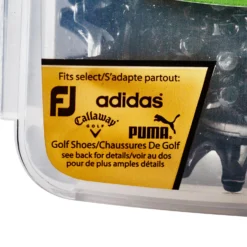 Fits select/S'adapte partout:
FJ adidas
Callaway GOLF PUMA
Golf Shoes/Chaussures De Golf
see back for details/voir au dos
pour de plus amples détails